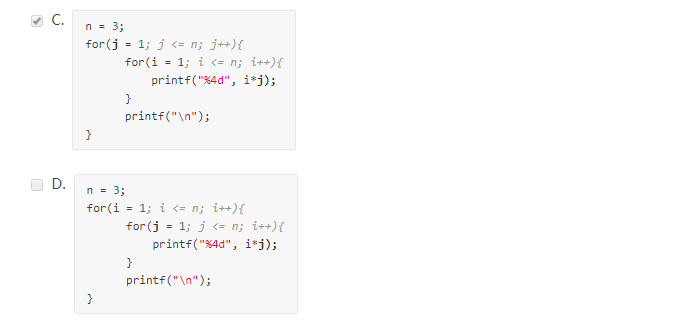 C.
n = 3;
for(j = 1; j <= n; j++){
for(i = 1; i <= n; i++){
printf("%4d", i*j);
}
printf("\n");
}
D.
n = 3;
for(i = 1; i <= n; i++){
for(j = 1; j <= n; i++){
printf("%4d", i*j);
}
printf("\n");
}